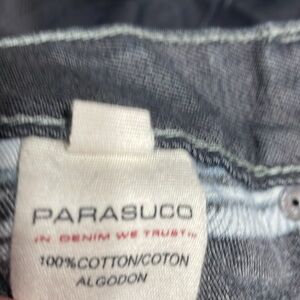 PARASUCO
IN DENIM WE TRUST...
100%COTTON/COTON
ALGODON